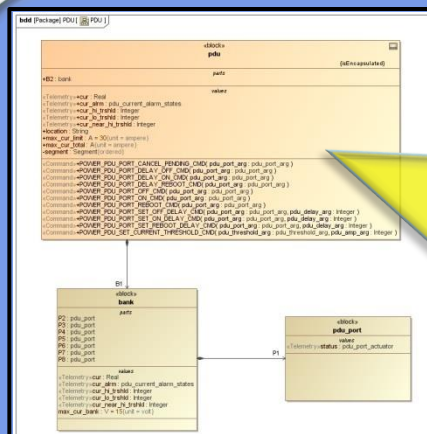 bdd [Package] PDU [ PDU ]
«block»
pdu
{isEncapsulated}
parts
+B2 : bank
values
«Telemetry»+cur : Real
«Telemetry»+cur_alrm : pdu_current_alarm_states
«Telemetry»+cur_hi_trshld : Integer
«Telemetry»+cur_lo_trshld : Integer
«Telemetry»+cur_near_hi_trshld : Integer
+location : String
+max_cur_limit : A = 30{unit = ampere}
+max_cur_total : A{unit = ampere}
-segment : Segment{ordered}
«Command»+POWER_PDU_PORT_CANCEL_PENDING_CMD( pdu_port_arg : pdu_port_arg )
«Command»+POWER_PDU_PORT_DELAY_OFF_CMD( pdu_port_arg : pdu_port_arg )
«Command»+POWER_PDU_PORT_DELAY_ON_CMD( pdu_port_arg : pdu_port_arg )
«Command»+POWER_PDU_PORT_DELAY_REBOOT_CMD( pdu_port_arg : pdu_port_arg )
«Command»+POWER_PDU_PORT_OFF_CMD( pdu_port_arg : pdu_port_arg )
«Command»+POWER_PDU_PORT_ON_CMD( pdu_port_arg : pdu_port_arg )
«Command»+POWER_PDU_PORT_REBOOT_CMD( pdu_port_arg : pdu_port_arg )
«Command»+POWER_PDU_PORT_SET_OFF_DELAY_CMD( pdu_port_arg : pdu_port_arg, pdu_delay_arg : Integer )
«Command»+POWER_PDU_PORT_SET_ON_DELAY_CMD( pdu_port_arg : pdu_port_arg, pdu_delay_arg : Integer )
«Command»+POWER_PDU_PORT_SET_REBOOT_DELAY_CMD( pdu_port_arg : pdu_port_arg, pdu_delay_arg : Integer )
«Command»+POWER_PDU_SET_CURRENT_THRESHOLD_CMD( pdu_threshold_arg : pdu_threshold_arg, pdu_amp_arg : Integer )
B1
«block»
bank
parts
P2 : pdu_port
P3 : pdu_port
P4 : pdu_port
P5 : pdu_port
P6 : pdu_port
P7 : pdu_port
P8 : pdu_port
values
«Telemetry»cur : Real
«Telemetry»cur_alrm : pdu_current_alarm_states
«Telemetry»cur_hi_trshld : Integer
«Telemetry»cur_lo_trshld : Integer
«Telemetry»cur_near_hi_trshld : Integer
max_cur_bank : V = 15{unit = volt}
P1
«block»
pdu_port
values
«Telemetry»status : pdu_port_actuator